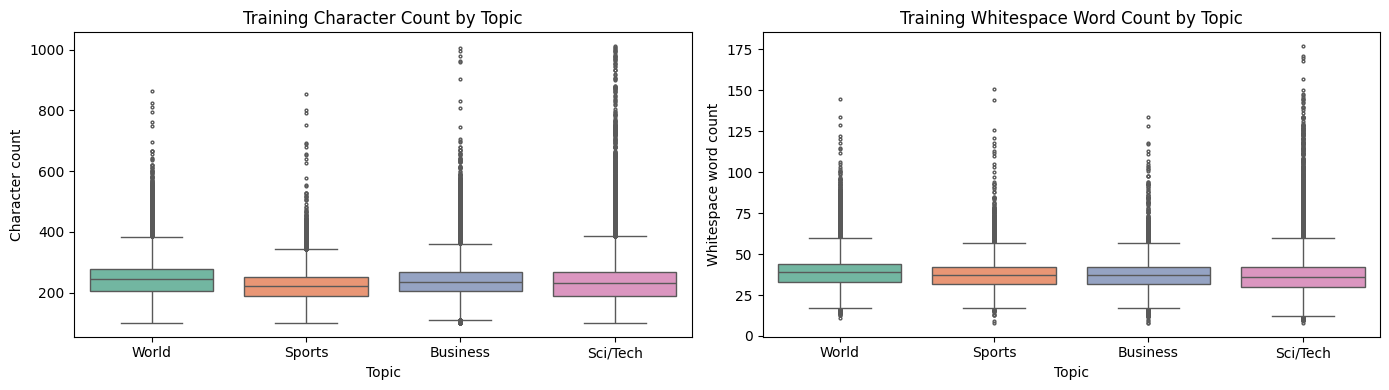 Training Character Count by Topic
Character count
1000
800
600
400
200
World Sports Business Sci/Tech
Topic
Training Whitespace Word Count by Topic
Whitespace word count
175
150
125
100
75
50
25
0
World Sports Business Sci/Tech
Topic